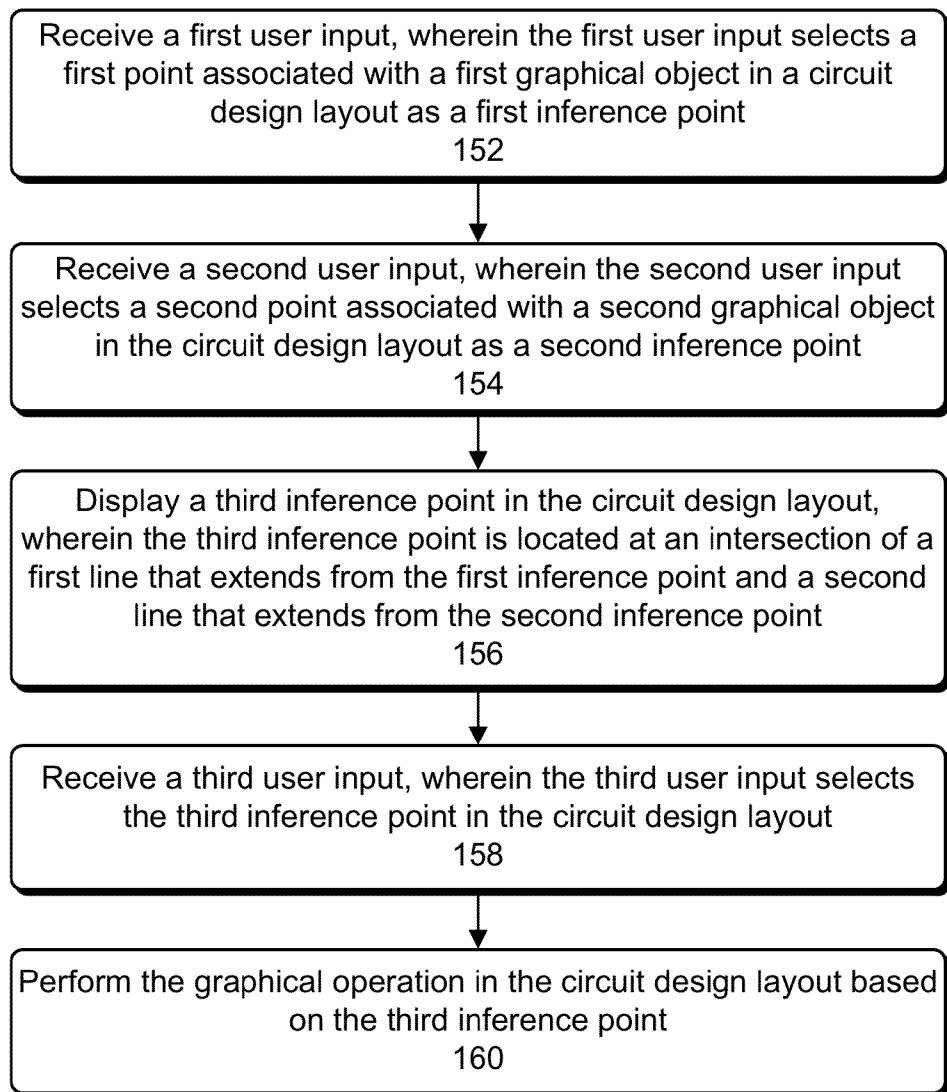 Receive a first user input, wherein the first user input selects a
first point associated with a first graphical object in a circuit
design layout as a first inference point
152
Receive a second user input, wherein the second user input
selects a second point associated with a second graphical object
in the circuit design layout as a second inference point
154
Display a third inference point in the circuit design layout,
wherein the third inference point is located at an intersection of a
first line that extends from the first inference point and a second
line that extends from the second inference point
156
Receive a third user input, wherein the third user input selects
the third inference point in the circuit design layout
158
Perform the graphical operation in the circuit design layout based
on the third inference point
160